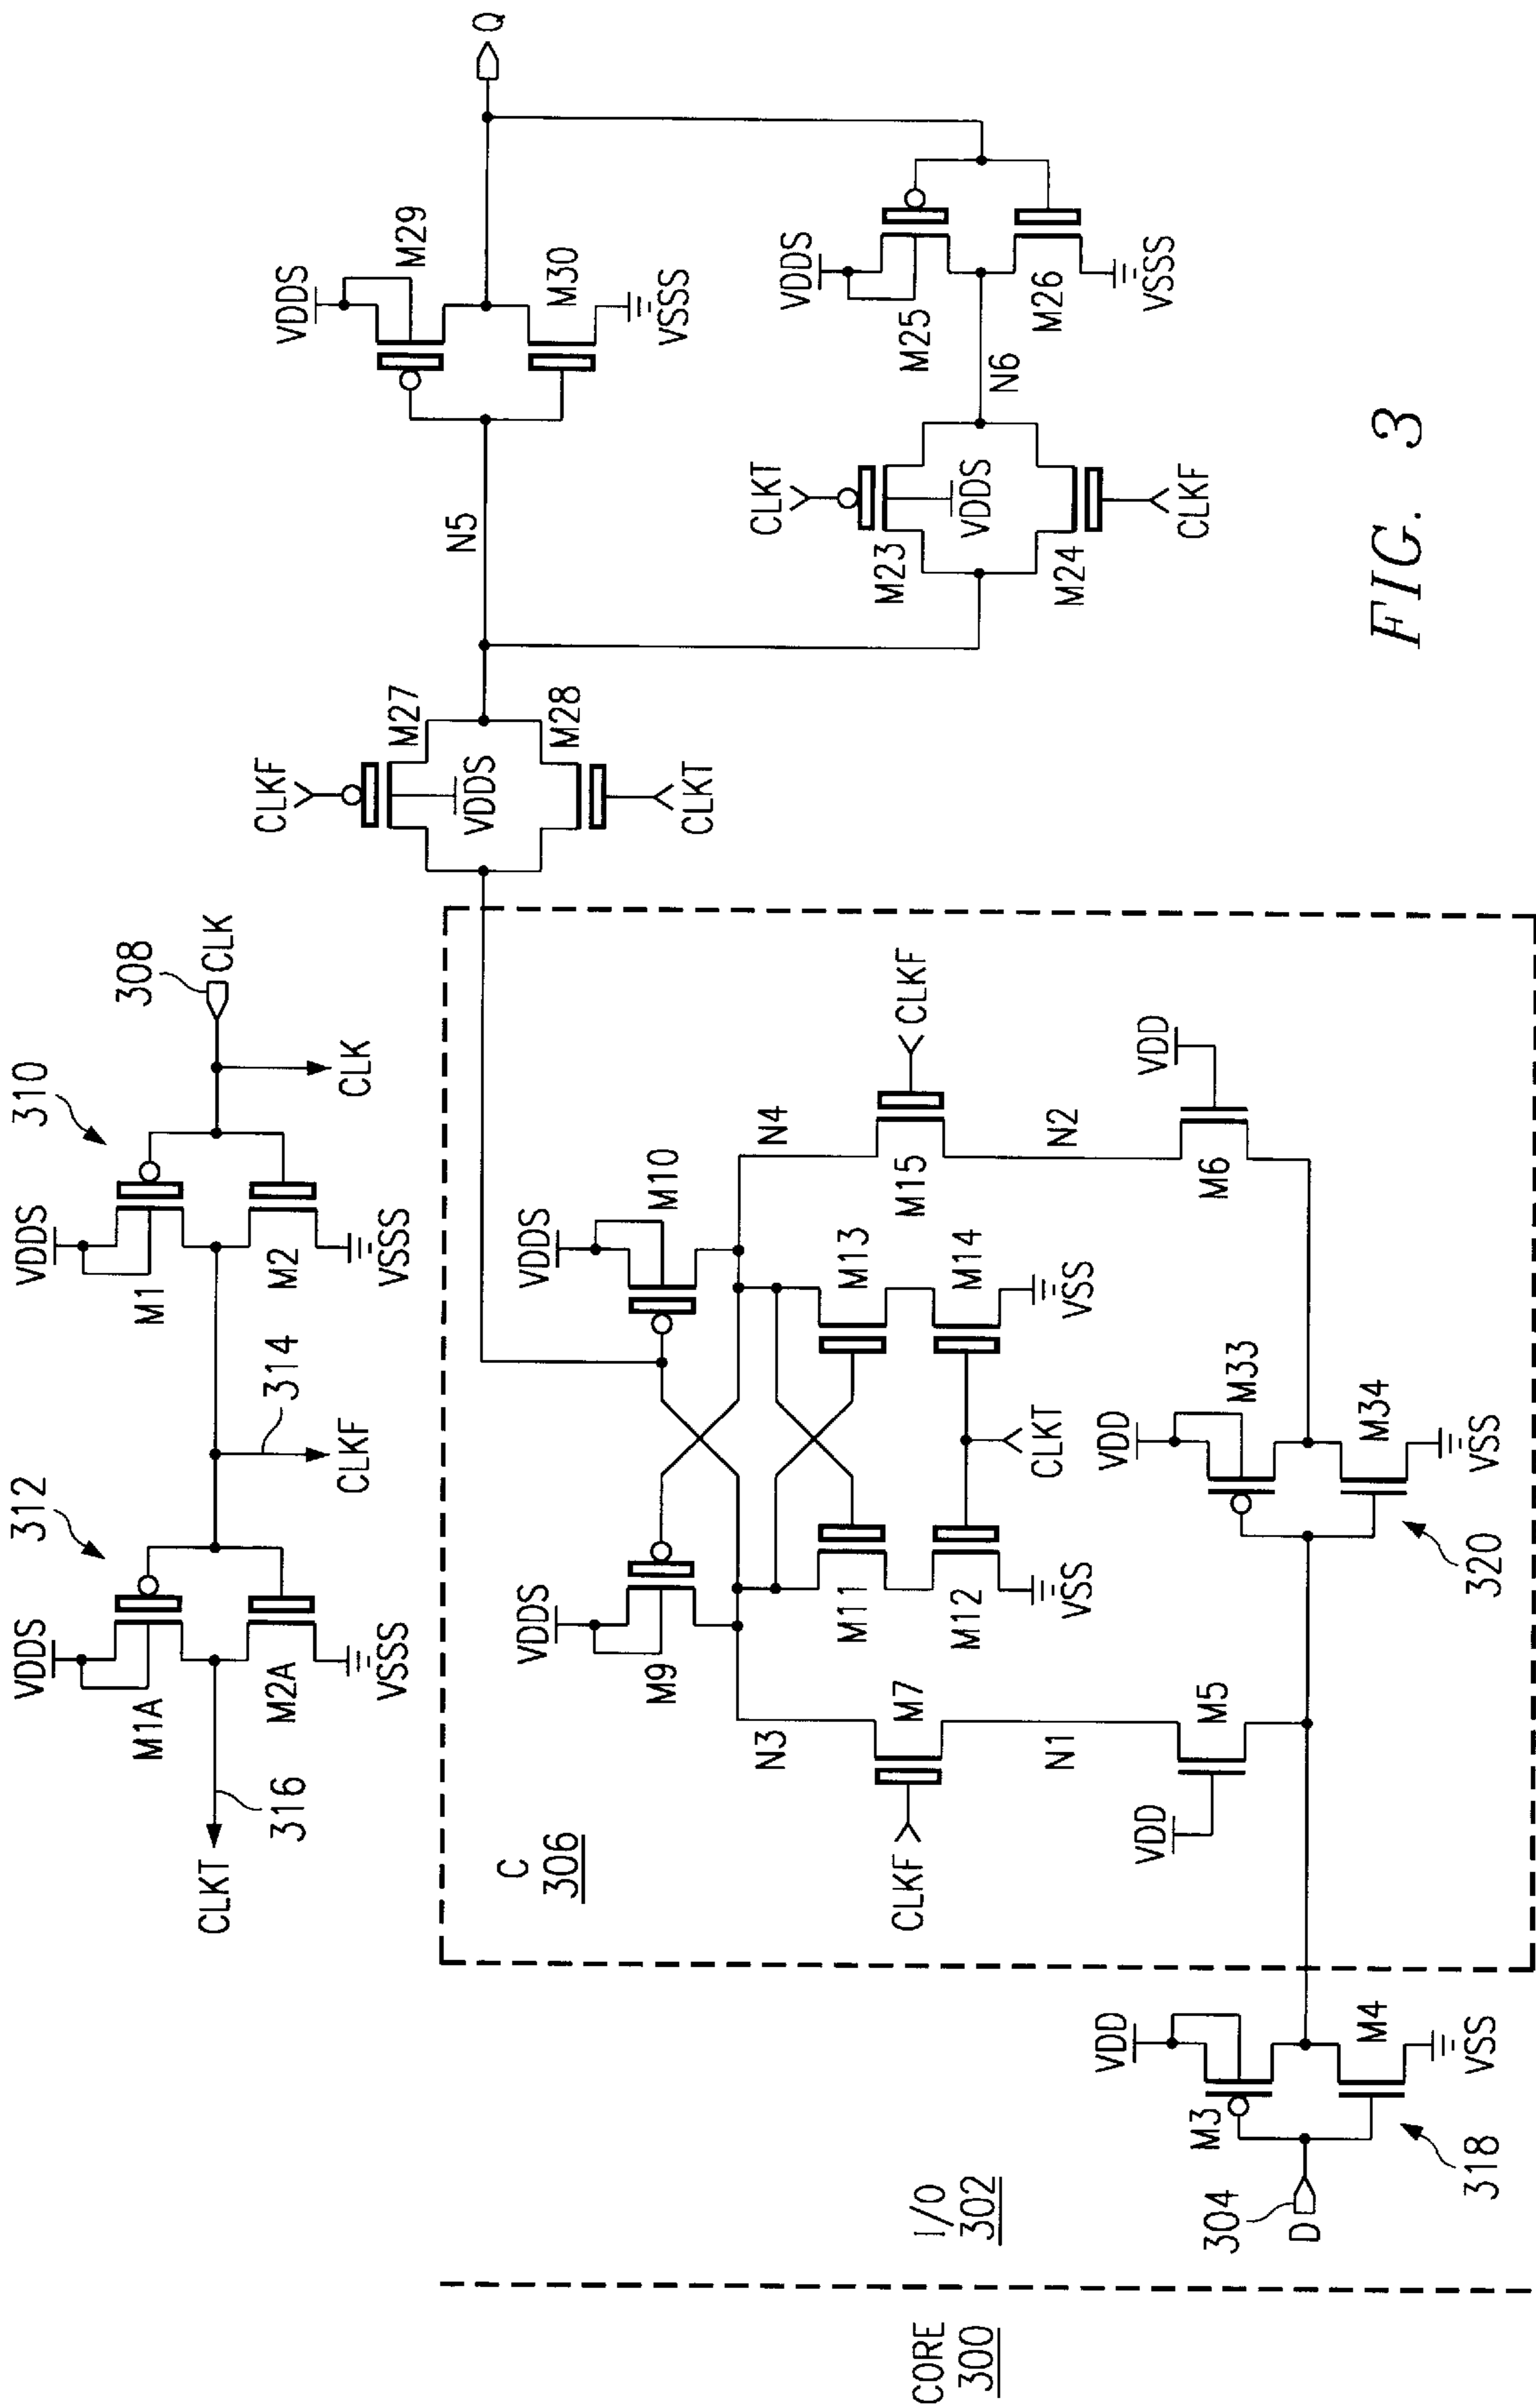 310
308
CLK
VDDS
M1
M2
VSSS
CLK
312
VDDS
M1A
M2A
VSSS
314
CLKF
316
CLKT
C
306
VDDS
M9
VDDS
M10
N3
N4
M11
M13
M12
M14
VSS
VSS
CLKT
CLKF
M7
M15
CLKF
N1
N2
VDD
M5
M6
VDD
VDD
M33
M34
VSS
320
VDD
M3
M4
VSS
304
D
318
I/O
302
CORE
300
CLKF
M27
VDDS
M28
CLKT
N5
VDDS
M29
M30
VSSS
Q
CLKT
M23
VDDS
M24
CLKF
N6
VDDS
M25
M26
VSSS
FIG. 3